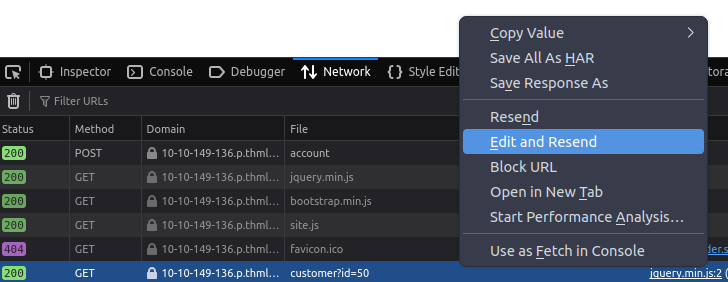 Copy Value
Save All As HAR
Save Response As
Resend
Edit and Resend
Block URL
Open in New Tab
Start Performance Analysis…
Use as Fetch in Console
Inspector Console Debugger Network Style Edit
Filter URLs
Status Method Domain File
200 POST 10-10-149-136.p.thml… account
200 GET 10-10-149-136.p.thml… jquery.min.js
200 GET 10-10-149-136.p.thml… bootstrap.min.js
200 GET 10-10-149-136.p.thml… site.js
404 GET 10-10-149-136.p.thml… favicon.ico
200 GET 10-10-149-136.p.thml… customer?id=50 jquery.min.js:2 (